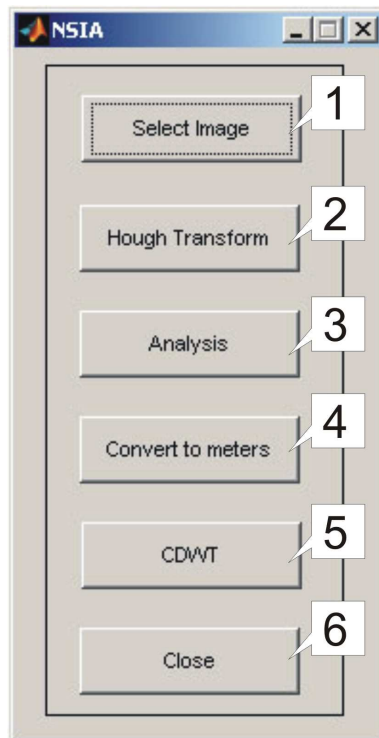 NSIA
Select Image
1
Hough Transform
2
Analysis
3
Convert to meters
4
CDWT
5
Close
6